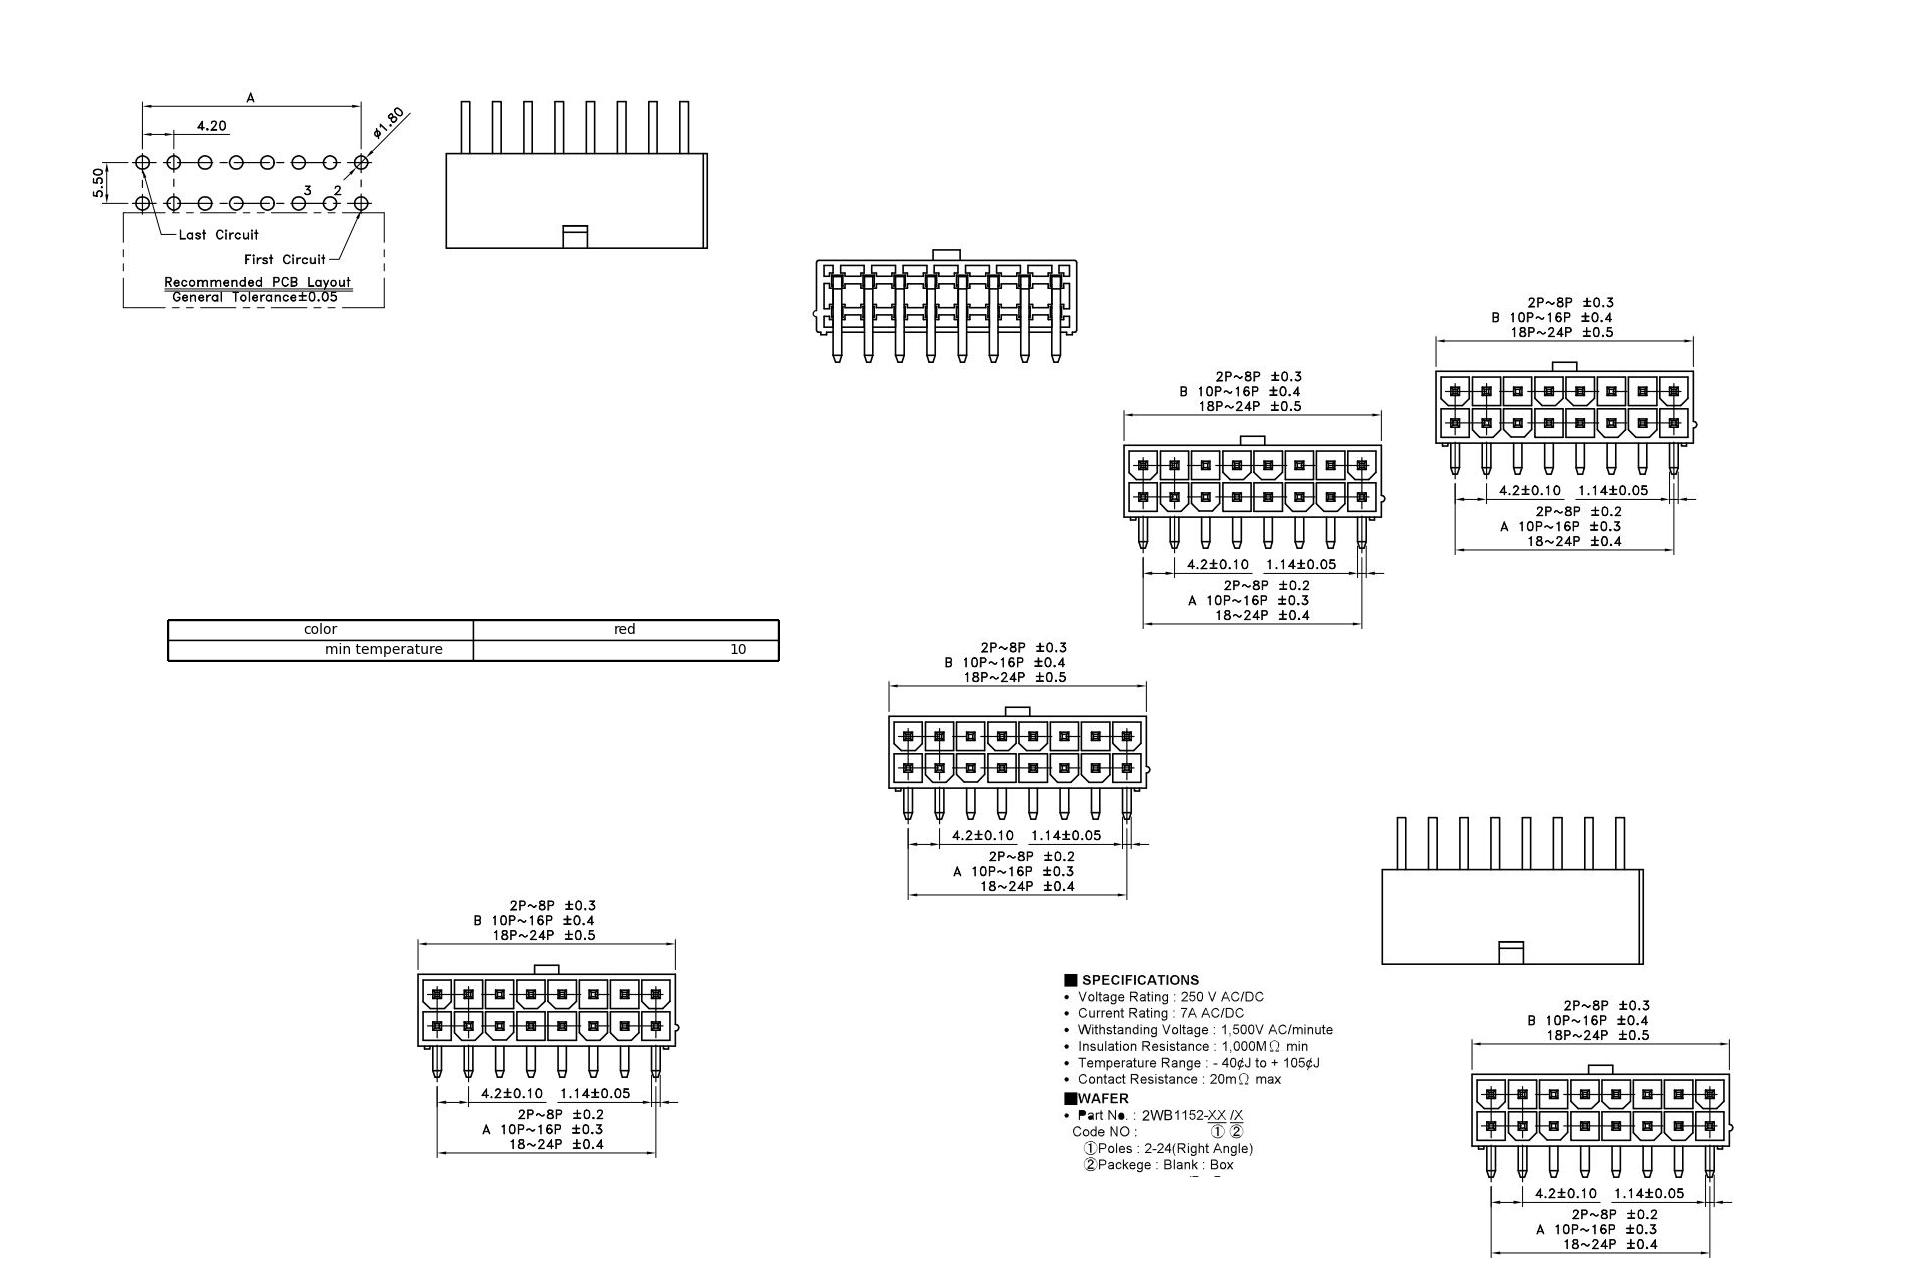 A
4.20
ø1.80
5.50
3 2
Last Circuit
First Circuit
Recommended PCB Layout
General Tolerance±0.05
2P~8P ±0.3
B 10P~16P ±0.4
18P~24P ±0.5
4.2±0.10 1.14±0.05
2P~8P ±0.2
A 10P~16P ±0.3
18~24P ±0.4
2P~8P ±0.3
B 10P~16P ±0.4
18P~24P ±0.5
4.2±0.10 1.14±0.05
2P~8P ±0.2
A 10P~16P ±0.3
18~24P ±0.4
color red
min temperature 10
2P~8P ±0.3
B 10P~16P ±0.4
18P~24P ±0.5
4.2±0.10 1.14±0.05
2P~8P ±0.2
A 10P~16P ±0.3
18~24P ±0.4
2P~8P ±0.3
B 10P~16P ±0.4
18P~24P ±0.5
4.2±0.10 1.14±0.05
2P~8P ±0.2
A 10P~16P ±0.3
18~24P ±0.4
■ SPECIFICATIONS
• Voltage Rating : 250 V AC/DC
• Current Rating : 7A AC/DC
• Withstanding Voltage : 1,500V AC/minute
• Insulation Resistance : 1,000MΩ min
• Temperature Range : - 40¢J to + 105¢J
• Contact Resistance : 20mΩ max
■WAFER
• Part No. : 2WB1152-XX /X
Code NO : ① ②
①Poles : 2-24(Right Angle)
②Packege : Blank : Box
2P~8P ±0.3
B 10P~16P ±0.4
18P~24P ±0.5
4.2±0.10 1.14±0.05
2P~8P ±0.2
A 10P~16P ±0.3
18~24P ±0.4